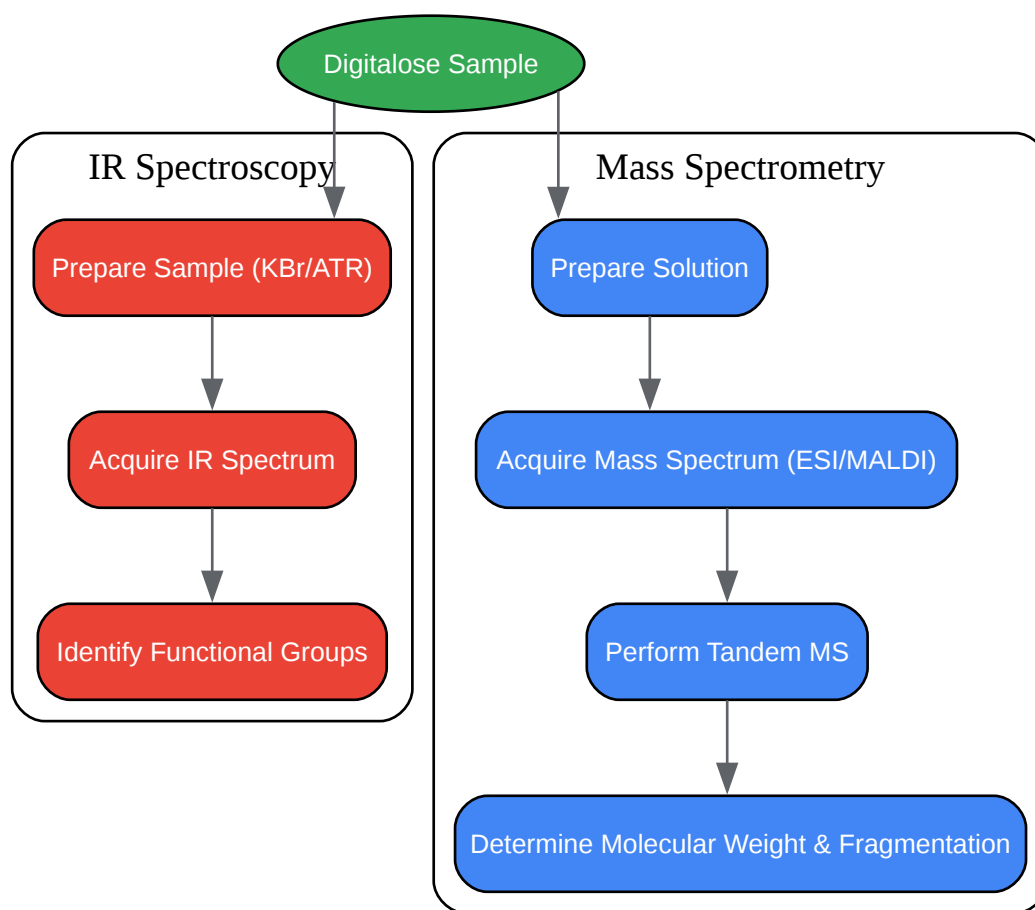 Digitalose Sample
IR Spectroscopy
Prepare Sample (KBr/ATR)
Acquire IR Spectrum
Identify Functional Groups
Mass Spectrometry
Prepare Solution
Acquire Mass Spectrum (ESI/MALDI)
Perform Tandem MS
Determine Molecular Weight & Fragmentation